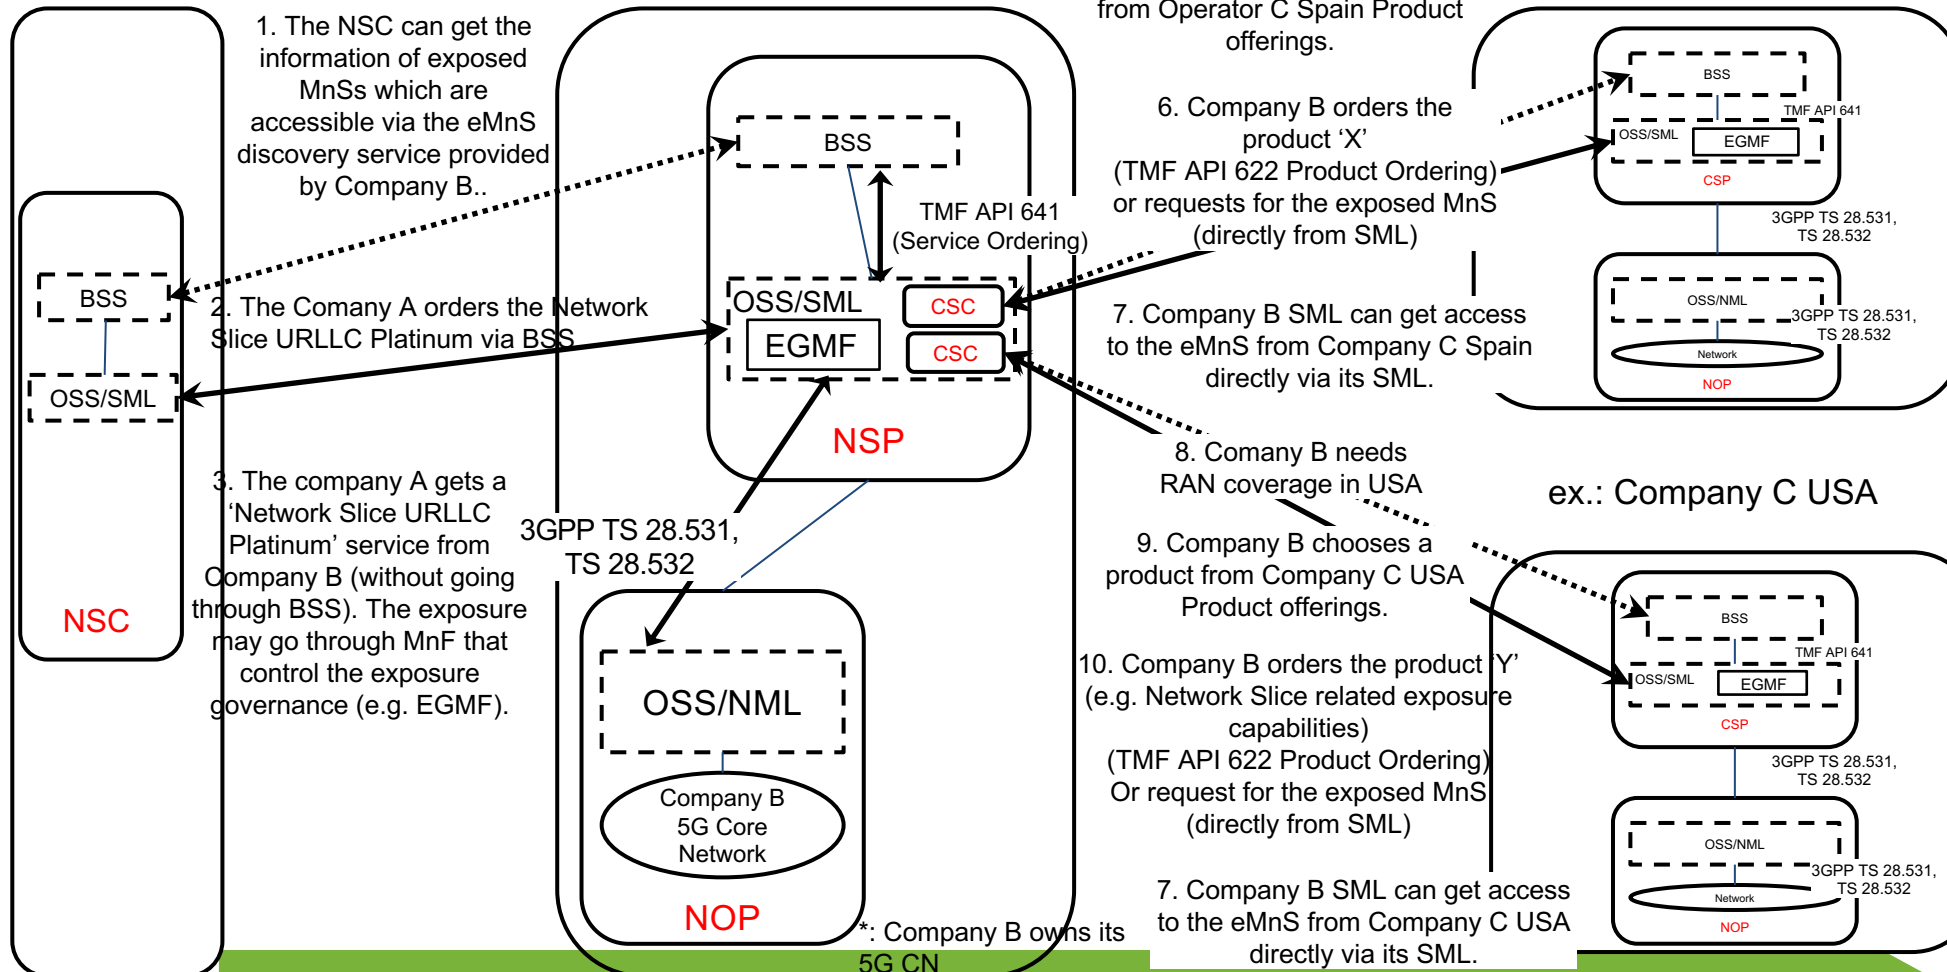 1. The NSC can get the
information of exposed
MnSs which are
accessible via the eMnS
discovery service provided
by Company B..
BSS
2. The Comany A orders the Network
Slice URLLC Platinum via BSS
OSS/SML
3. The company A gets a
‘Network Slice URLLC
Platinum’ service from
Company B (without going
through BSS). The exposure
may go through MnF that
control the exposure
governance (e.g. EGMF).
NSC
BSS
TMF API 641
(Service Ordering)
OSS/SML
EGMF
CSC
CSC
NSP
3GPP TS 28.531,
TS 28.532
OSS/NML
Company B
5G Core
Network
NOP
*: Company B owns its
5G CN
from Operator C Spain Product
offerings.
6. Company B orders the
product ‘X’
(TMF API 622 Product Ordering)
or requests for the exposed MnS
(directly from SML)
7. Company B SML can get access
to the eMnS from Company C Spain
directly via its SML.
8. Comany B needs
RAN coverage in USA
9. Company B chooses a
product from Company C USA
Product offerings.
10. Company B orders the product ‘Y’
(e.g. Network Slice related exposure
capabilities)
(TMF API 622 Product Ordering)
Or request for the exposed MnS
(directly from SML)
7. Company B SML can get access
to the eMnS from Company C USA
directly via its SML.
BSS
TMF API 641
OSS/SML
EGMF
CSP
3GPP TS 28.531,
TS 28.532
OSS/NML
3GPP TS 28.531,
TS 28.532
Network
NOP
ex.: Company C USA
BSS
TMF API 641
OSS/SML
EGMF
CSP
3GPP TS 28.531,
TS 28.532
OSS/NML
3GPP TS 28.531,
TS 28.532
Network
NOP